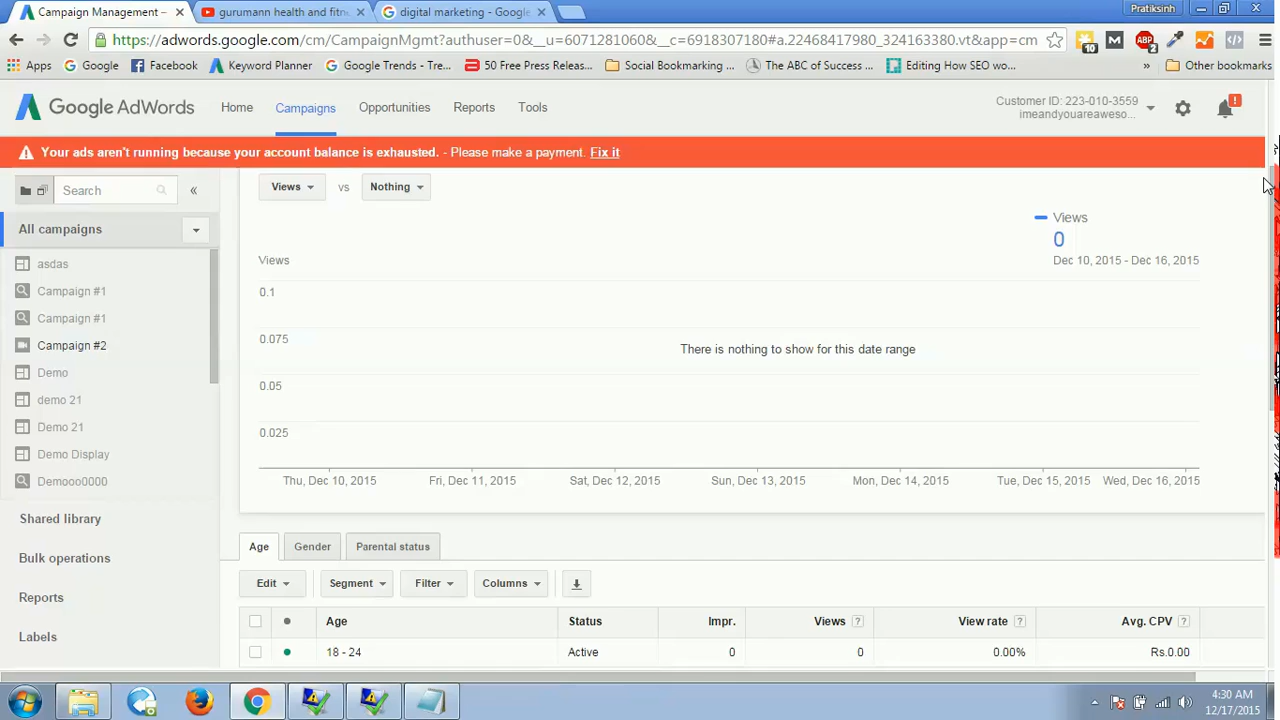 Campaign Management -
gurumann health and fitne
digital marketing - Google
Pratiksinh
https://adwords.google.com/cm/CampaignMgmt?authuser=0&__u=6071281060&__c=6918307180#a.22468417980_324163380.vt&app=cm
10
M
ABP
2
Apps
Google
Facebook
Keyword Planner
Google Trends - Tre...
50 Free Press Releas...
Social Bookmarking ...
The ABC of Success ...
Editing How SEO wo...
»
Other bookmarks
Google AdWords
Home
Campaigns
Opportunities
Reports
Tools
Customer ID: 223-010-3559
imeandyouareaweso...
!
Your ads aren't running because your account balance is exhausted. - Please make a payment. Fix it
Search
«
Views
vs
Nothing
All campaigns
asdas
Campaign #1
Campaign #1
Campaign #2
Demo
demo 21
Demo 21
Demo Display
Demooo0000
Shared library
Bulk operations
Reports
Labels
Views
0
Dec 10, 2015 - Dec 16, 2015
Views
0.1
0.075
0.05
0.025
There is nothing to show for this date range
Thu, Dec 10, 2015
Fri, Dec 11, 2015
Sat, Dec 12, 2015
Sun, Dec 13, 2015
Mon, Dec 14, 2015
Tue, Dec 15, 2015
Wed, Dec 16, 2015
Age
Gender
Parental status
Edit
Segment
Filter
Columns
Age
Status
Impr.
Views ?
View rate ?
Avg. CPV ?
18 - 24
Active
0
0
0.00%
Rs.0.00
4:30 AM
12/17/2015